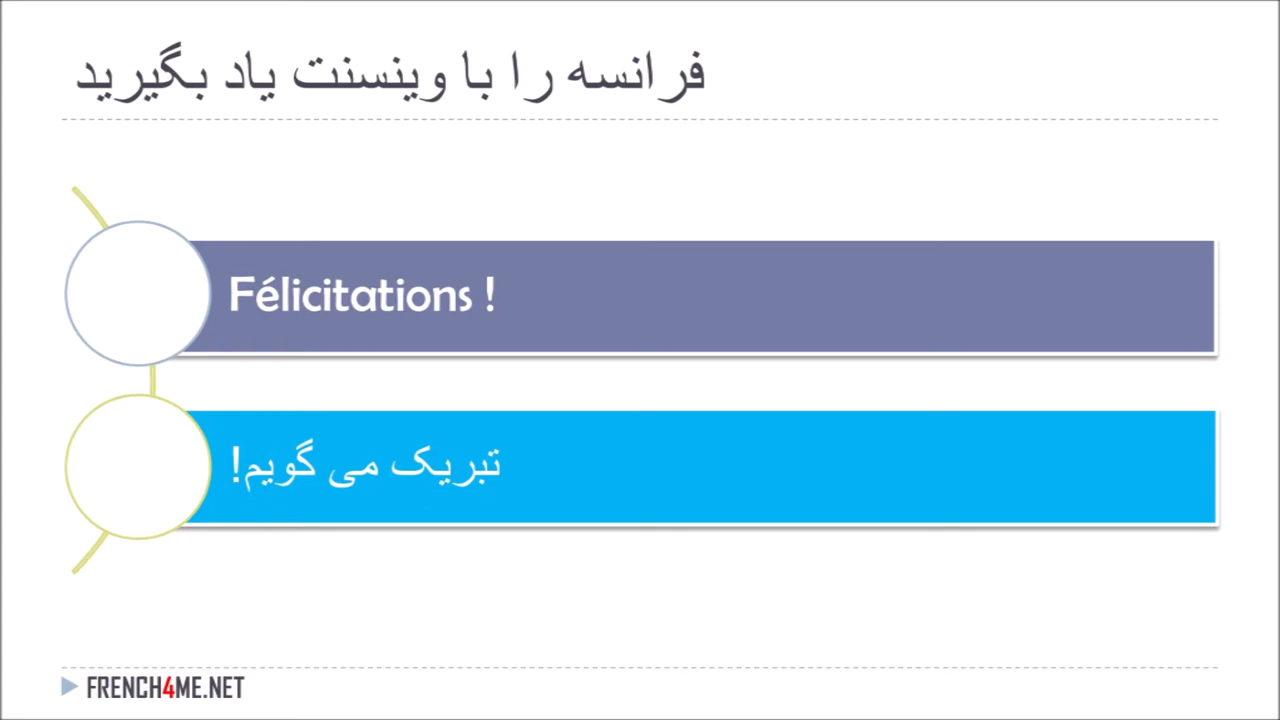 فرانسه را با وینسنت یاد بگیرید
Félicitations !
تبریک می گویم!
FRENCH4ME.NET